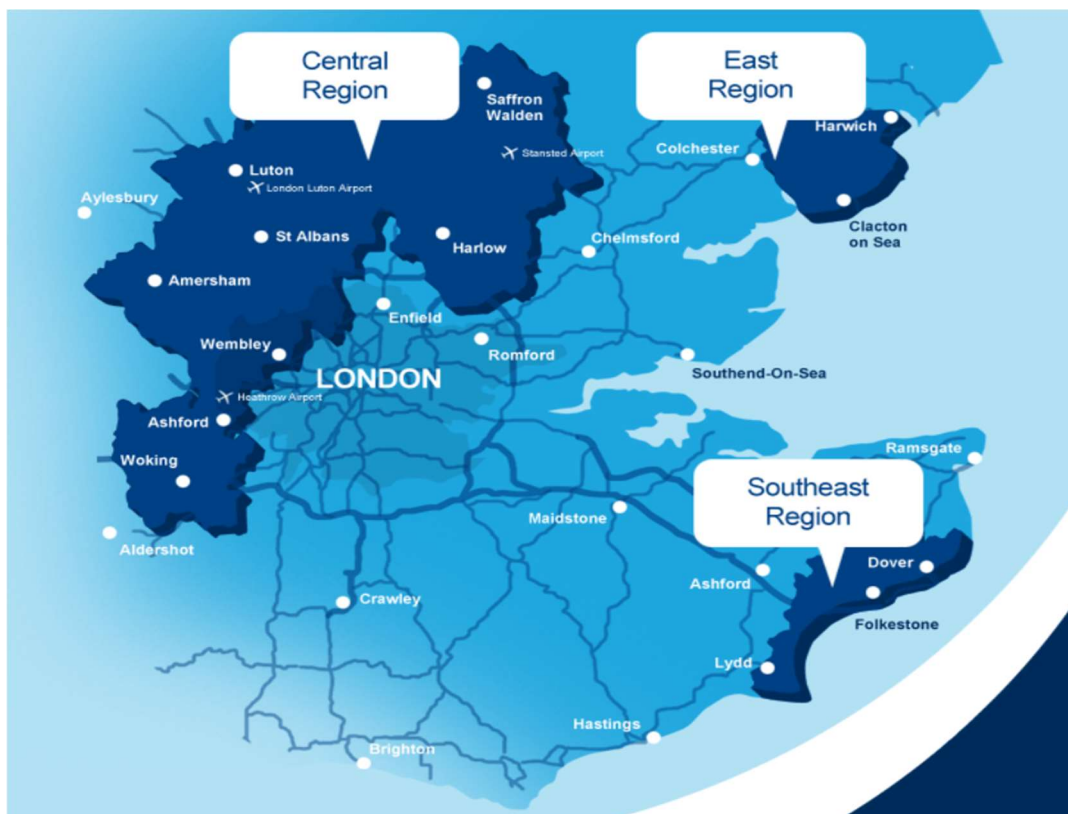 Central
Region
East
Region
Saffron
Walden
Harwich
Stansted Airport
Colchester
Luton
London Luton Airport
Aylesbury
Clacton
on Sea
St Albans
Harlow
Chelmsford
Amersham
Enfield
Wembley
Romford
LONDON
Southend-On-Sea
Heathrow Airport
Ashford
Woking
Ramsgate
Southeast
Region
Maidstone
Aldershot
Dover
Ashford
Crawley
Folkestone
Lydd
Hastings
Brighton